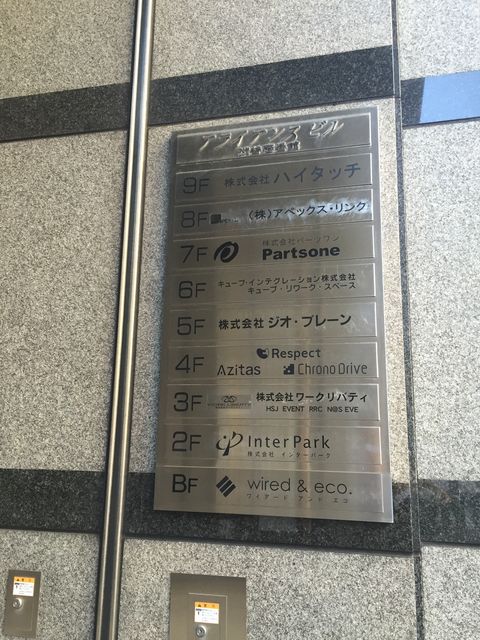 アライアンス ビル
9F 株式会社 ハイタッチ
8F (株)アペックス・リンク
7F 株式会社パーツワン
Partsone
6F キューブ・インテグレーション株式会社
キューブ・リワーク・スペース
5F 株式会社 ジオ・ブレーン
4F Respect
Azitas Chrono Drive
3F 株式会社 ワークリバティ
HSJ EVENT RRC N@S EVE
2F InterPark
株式会社 インターパーク
BF wired & eco.
ワイアード アンド エコ